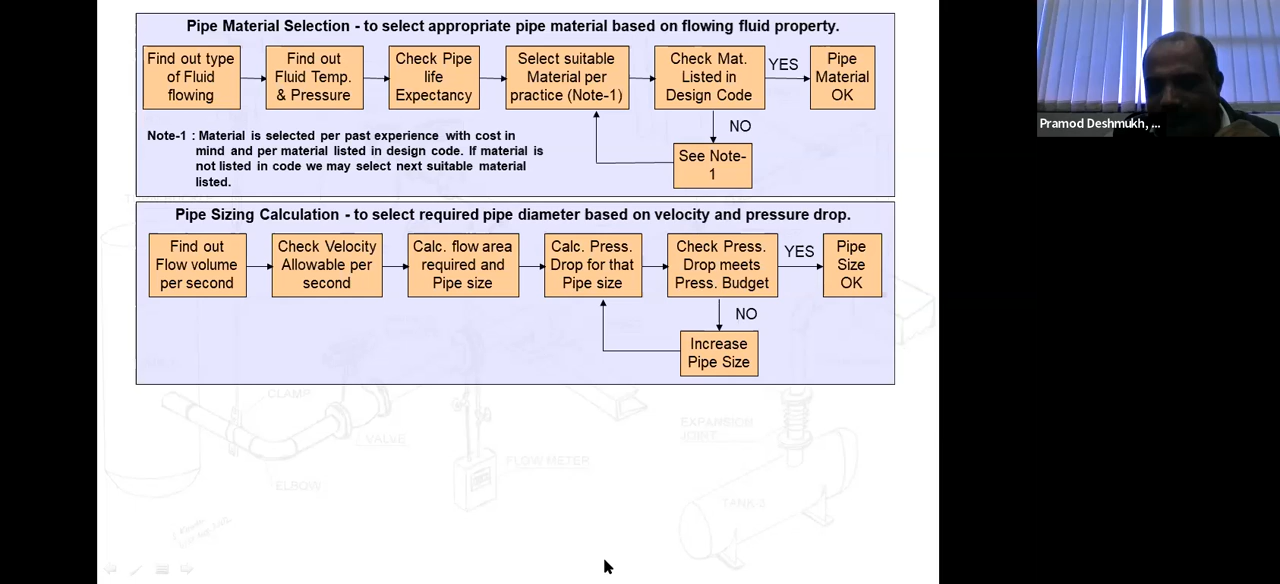 Pipe Material Selection - to select appropriate pipe material based on flowing fluid property.
Find out type
of Fluid
flowing
Find out
Fluid Temp.
& Pressure
Check Pipe
life
Expectancy
Select suitable
Material per
practice (Note-1)
Check Mat.
Listed in
Design Code
YES
Pipe
Material
OK
NO
See Note-
1
Note-1 : Material is selected per past experience with cost in
mind and per material listed in design code. If material is
not listed in code we may select next suitable material
listed.
Pipe Sizing Calculation - to select required pipe diameter based on velocity and pressure drop.
Find out
Flow volume
per second
Check Velocity
Allowable per
second
Calc. flow area
required and
Pipe size
Calc. Press.
Drop for that
Pipe size
Check Press.
Drop meets
Press. Budget
YES
Pipe
Size
OK
NO
Increase
Pipe Size
CLAMP
VALVE
ELBOW
FLOW METER
EXPANSION
JOINT
TANK-3
Pramod Deshmukh, ...